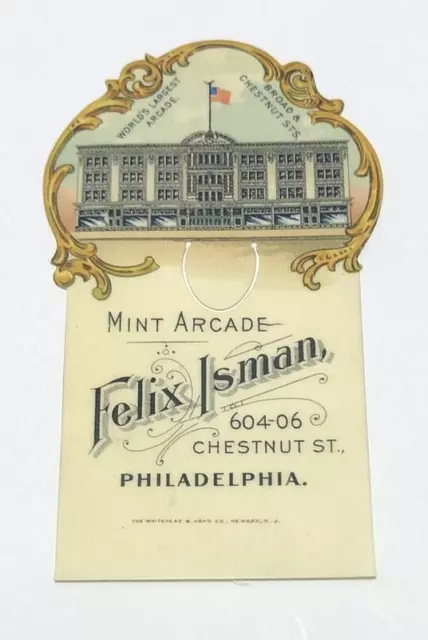 WORLD'S LARGEST
ARCADE.
BROAD &
CHESTNUT STS.
MINT ARCADE
Felix Isman,
604-06
CHESTNUT ST.,
PHILADELPHIA.
THE WHITEHEAD & HOAG CO., NEWARK, N. J.